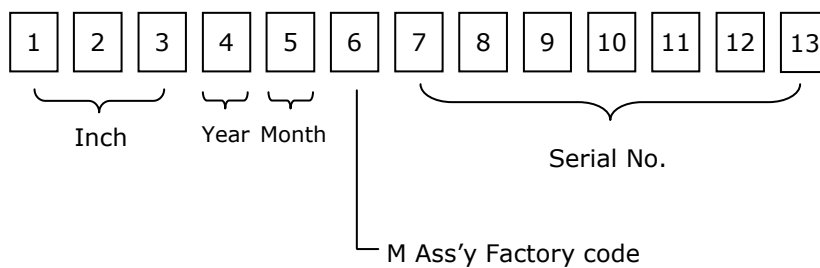 1 2 3 4 5 6 7 8 9 10 11 12 13
Inch Year Month Serial No.
M Ass’y Factory code